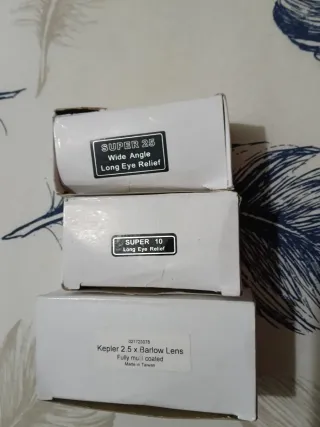 SUPER 25
Wide Angle
Long Eye Relief
SUPER 10
Long Eye Relief
Kepler 2.5 x Barlow Lens
Fully multi coated
Made in Taiwan